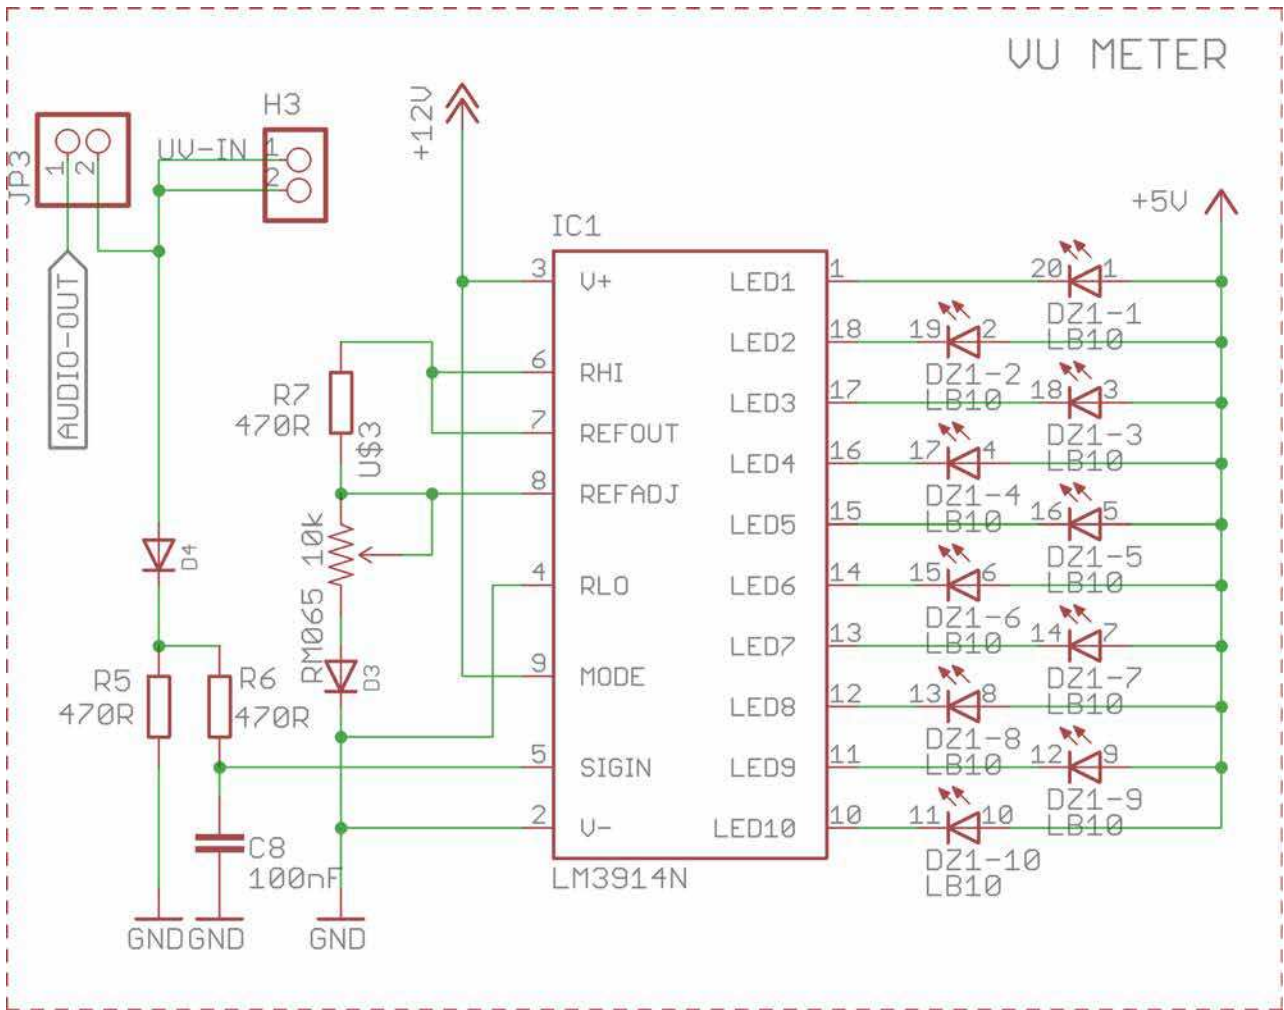 VU METER
H3
JP3
1
2
UV-IN
1
2
+12V
+5V
AUDIO-OUT
IC1
3
V+
LED1
1
20
1
DZ1-1
LB10
LED2
18
19
2
DZ1-2
LB10
6
RHI
R7
470R
U$3
LED3
17
18
3
DZ1-3
LB10
7
REFOUT
LED4
16
17
4
DZ1-4
LB10
8
REFADJ
10k
RM065
LED5
15
16
5
DZ1-5
LB10
D4
4
RLO
LED6
14
15
6
DZ1-6
LB10
LED7
13
14
7
DZ1-7
LB10
R5
470R
R6
470R
D3
9
MODE
LED8
12
13
8
DZ1-8
LB10
5
SIGIN
LED9
11
12
9
DZ1-9
LB10
2
V-
LED10
10
11
10
DZ1-10
LB10
C8
100nF
LM3914N
GND
GND
GND